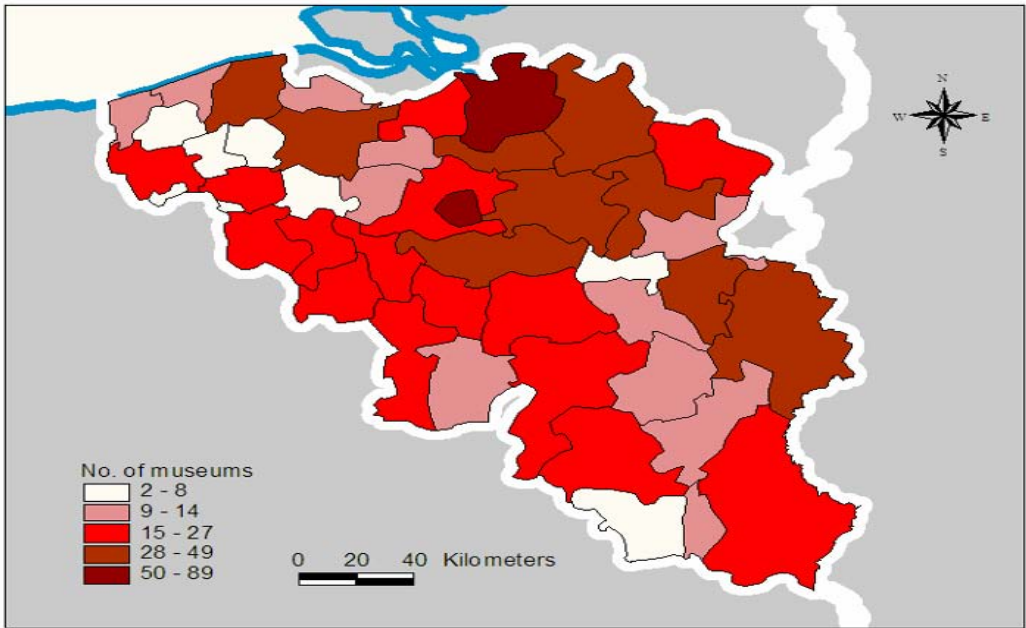 N
W E
S
No. of museums
2 - 8
9 - 14
15 - 27
28 - 49
50 - 89
0 20 40 Kilometers